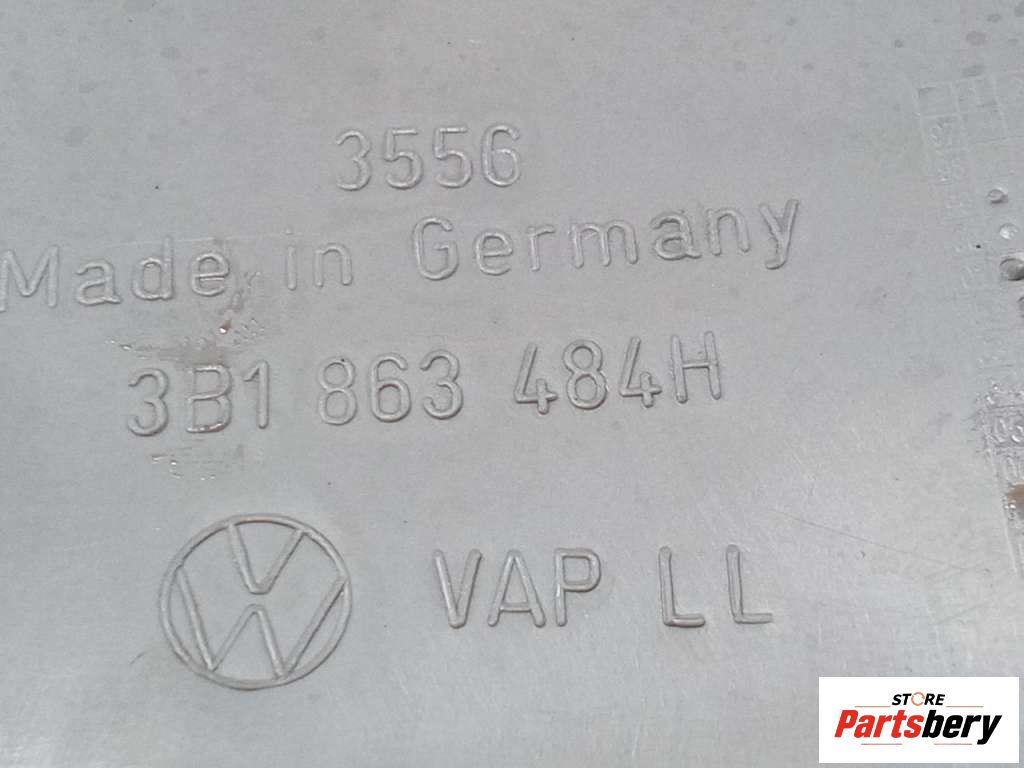 3556
Made in Germany
3B1 863 484H
VAP LL
STORE
Partsbery